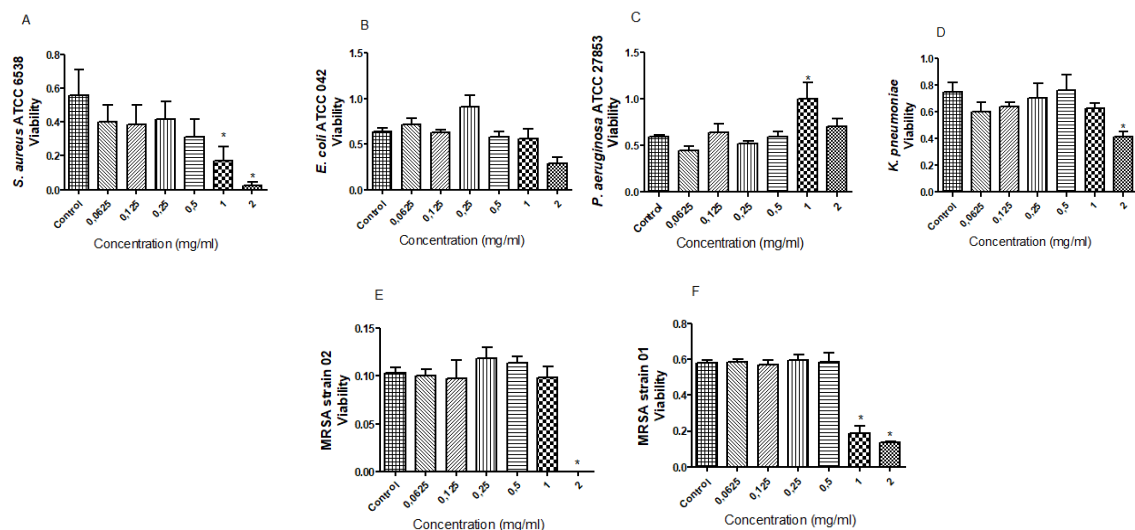 A
S. aureus ATCC 6538
Viability
0.8
0.6
0.4
0.2
0.0
*
*
Control
0,0625
0,125
0,25
0,5
1
2
Concentration (mg/ml)
B
E. coli ATCC 042
Viability
1.5
1.0
0.5
0.0
Control
0,0625
0,125
0,25
0,5
1
2
Concentration (mg/ml)
C
P. aeruginosa ATCC 27853
Viability
1.5
1.0
0.5
0.0
*
Control
0,0625
0,125
0,25
0,5
1
2
Concentration (mg/ml)
D
K. pneumoniae
Viability
1.0
0.8
0.6
0.4
0.2
0.0
*
Control
0,0625
0,125
0,25
0,5
1
2
Concentration (mg/ml)
E
MRSA strain 02
Viability
0.15
0.10
0.05
0.00
*
Control
0,0625
0,125
0,25
0,5
1
2
Concentration (mg/ml)
F
MRSA strain 01
Viability
0.8
0.6
0.4
0.2
0.0
*
*
Control
0,0625
0,125
0,25
0,5
1
2
Concentration (mg/ml)